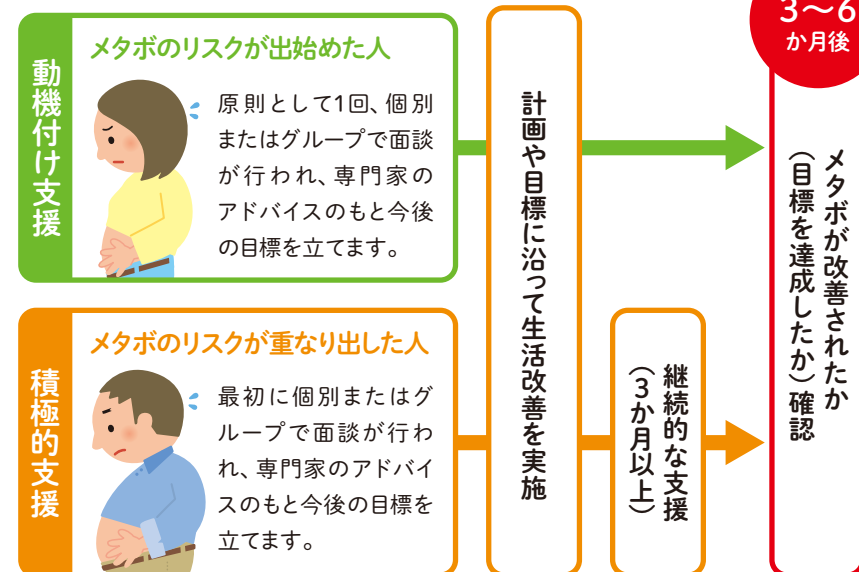 動機付け支援
メタボのリスクが出始めた人
原則として1回、個別
またはグループで面談
が行われ、専門家の
アドバイスのもと今後
の目標を立てます。
積極的支援
メタボのリスクが重なり出した人
最初に個別またはグ
ループで面談が行わ
れ、専門家のアドバイ
スのもと今後の目標を
立てます。
計画や目標に沿って生活改善を実施
継続的な支援
（3か月以上）
3〜6
か月後
メタボが改善されたか
（目標を達成したか）確認